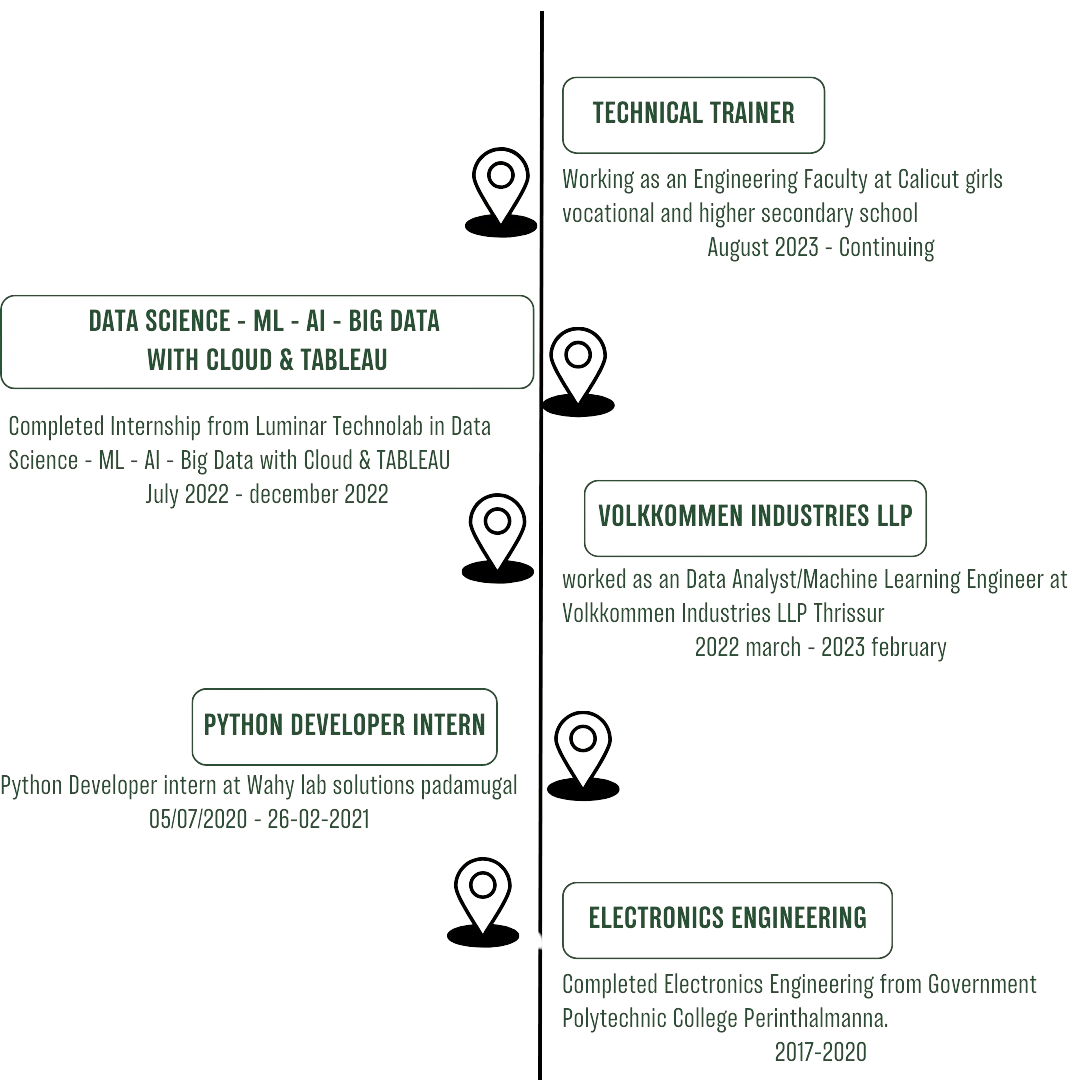 TECHNICAL TRAINER
Working as an Engineering Faculty at Calicut girls
vocational and higher secondary school
August 2023 - Continuing
DATA SCIENCE - ML - AI - BIG DATA
WITH CLOUD & TABLEAU
Completed Internship from Luminar Technolab in Data
Science - ML - AI - Big Data with Cloud & TABLEAU
July 2022 - december 2022
VOLKKOMMEN INDUSTRIES LLP
worked as an Data Analyst/Machine Learning Engineer at
Volkkommen Industries LLP Thrissur
2022 march - 2023 february
PYTHON DEVELOPER INTERN
Python Developer intern at Wahy lab solutions padamugal
05/07/2020 - 26-02-2021
ELECTRONICS ENGINEERING
Completed Electronics Engineering from Government
Polytechnic College Perinthalmanna.
2017-2020